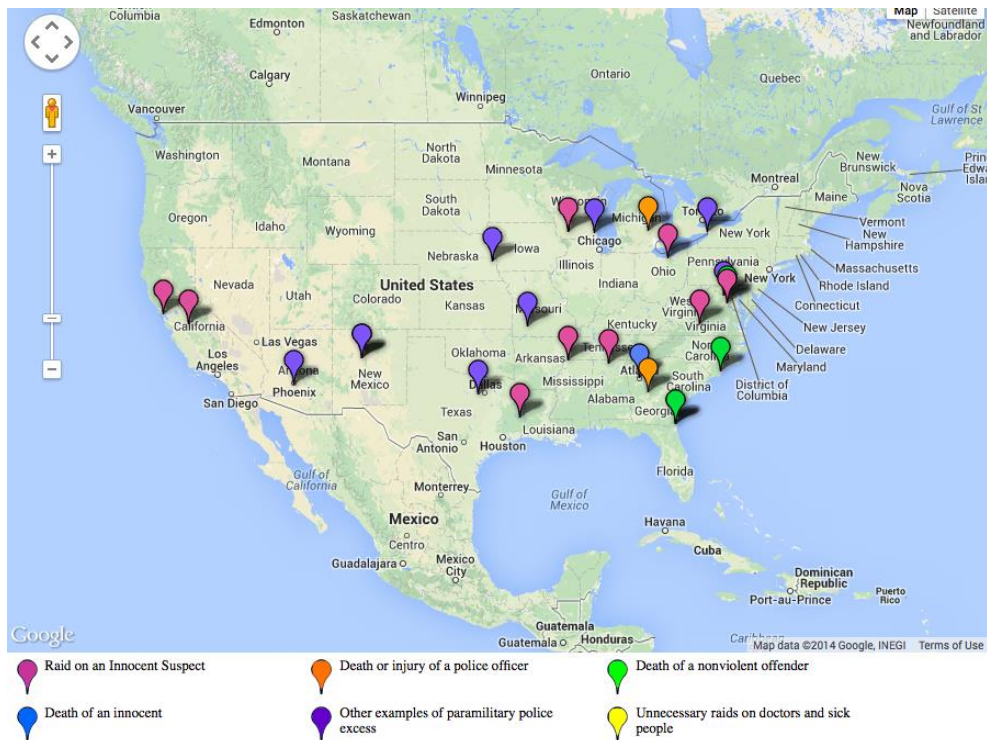 British
Columbia
Saskatchewan
Map
Satellite
Newfoundland
and Labrador
Edmonton
Calgary
Ontario
Quebec
Vancouver
Winnipeg
Gulf of St
Lawrence
Washington
Montana
North
Dakota
Minnesota
Montreal
New
Brunswick
Nova
Scotia
Maine
South
Dakota
Oregon
Idaho
Wyoming
Vermont
New
Hampshire
New York
Chicago
Iowa
Nebraska
Illinois
Indiana
Ohio
Pennsylvania
New York
Massachusetts
Rhode Island
Connecticut
New Jersey
Delaware
Maryland
District of
Columbia
Nevada
Utah
Colorado
United States
Kansas
West
Virginia
Virginia
Kentucky
California
Las Vegas
Los
Angeles
San Diego
Phoenix
New
Mexico
Oklahoma
Arkansas
Mississippi
Alabama
South
Carolina
Georgia
Dallas
Texas
Louisiana
San
Antonio
Houston
Florida
Gulf of
California
Gulf of
Mexico
Monterrey
Mexico
Centro
Guadalajara
Mexico
City
Havana
Cuba
Dominican
Republic
Port-au-Prince
Puerto
Rico
Guatemala
Guatemala
Honduras
Google
Map data ©2014 Google, INEGI
Terms of Use
Raid on an Innocent Suspect
Death or injury of a police officer
Death of a nonviolent offender
Death of an innocent
Other examples of paramilitary police
excess
Unnecessary raids on doctors and sick
people